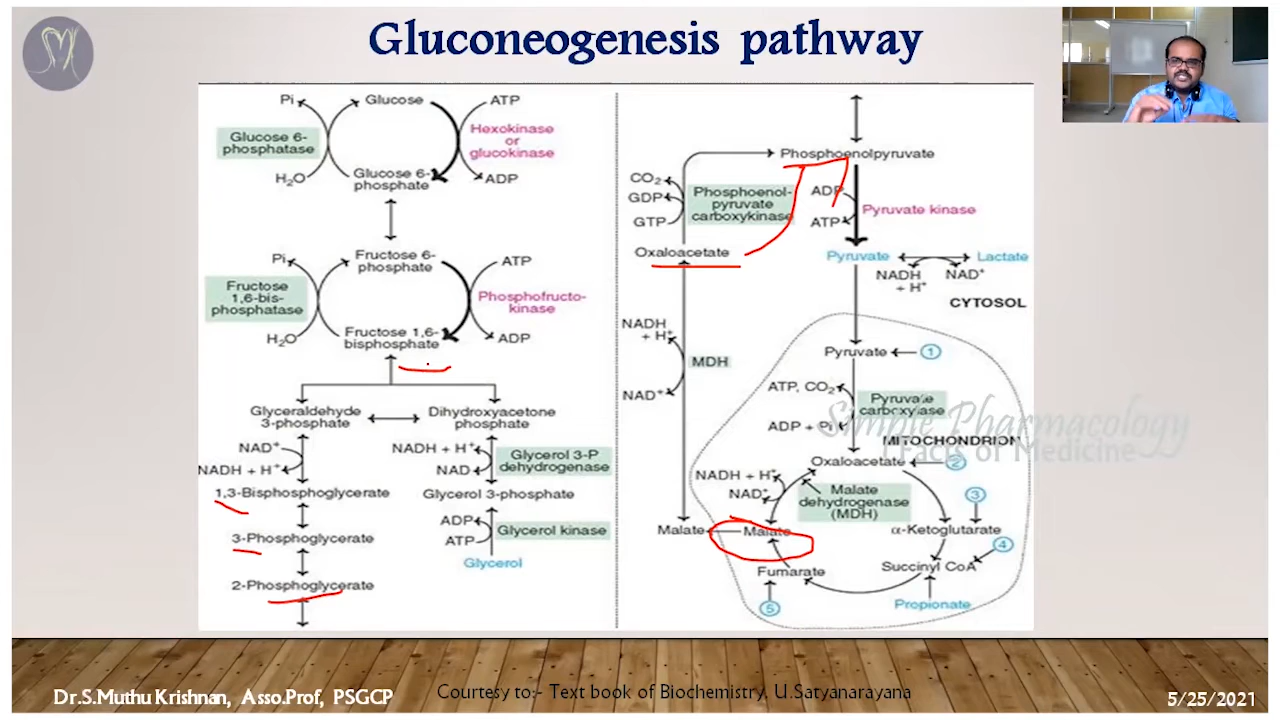 Gluconeogenesis pathway
SM
Pi
Glucose
ATP
Glucose 6-
phosphatase
Hexokinase
or
glucokinase
H₂O
Glucose 6-
phosphate
ADP
Pi
Fructose 6-
phosphate
ATP
Fructose
1,6-bis-
phosphatase
Phosphofructo-
kinase
H₂O
Fructose 1,6-
bisphosphate
ADP
Glyceraldehyde
3-phosphate
Dihydroxyacetone
phosphate
NAD⁺
NADH + H⁺
NADH + H⁺
NAD
Glycerol 3-P
dehydrogenase
1,3-Bisphosphoglycerate
Glycerol 3-phosphate
3-Phosphoglycerate
ADP
ATP
Glycerol kinase
Glycerol
2-Phosphoglycerate
Phosphoenolpyruvate
CO₂
GDP
GTP
Phosphoenol-
pyruvate
carboxykinase
ADP
ATP
Pyruvate kinase
Oxaloacetate
Pyruvate
Lactate
NADH
+ H⁺
NAD⁺
CYTOSOL
NADH
+ H⁺
MDH
NAD⁺
Pyruvate
1
ATP, CO₂
Pyruvate
carboxylase
ADP + Pi
MITOCHONDRION
Simple Pharmacology
Facts of Medicine
Oxaloacetate
2
NADH + H⁺
NAD⁺
Malate
dehydrogenase
(MDH)
3
Malate
Malate
α-Ketoglutarate
4
Fumarate
Succinyl CoA
5
Propionate
Dr.S.Muthu Krishnan, Asso.Prof, PSGCP
Courtesy to:- Text book of Biochemistry. U.Satyanarayana
5/25/2021